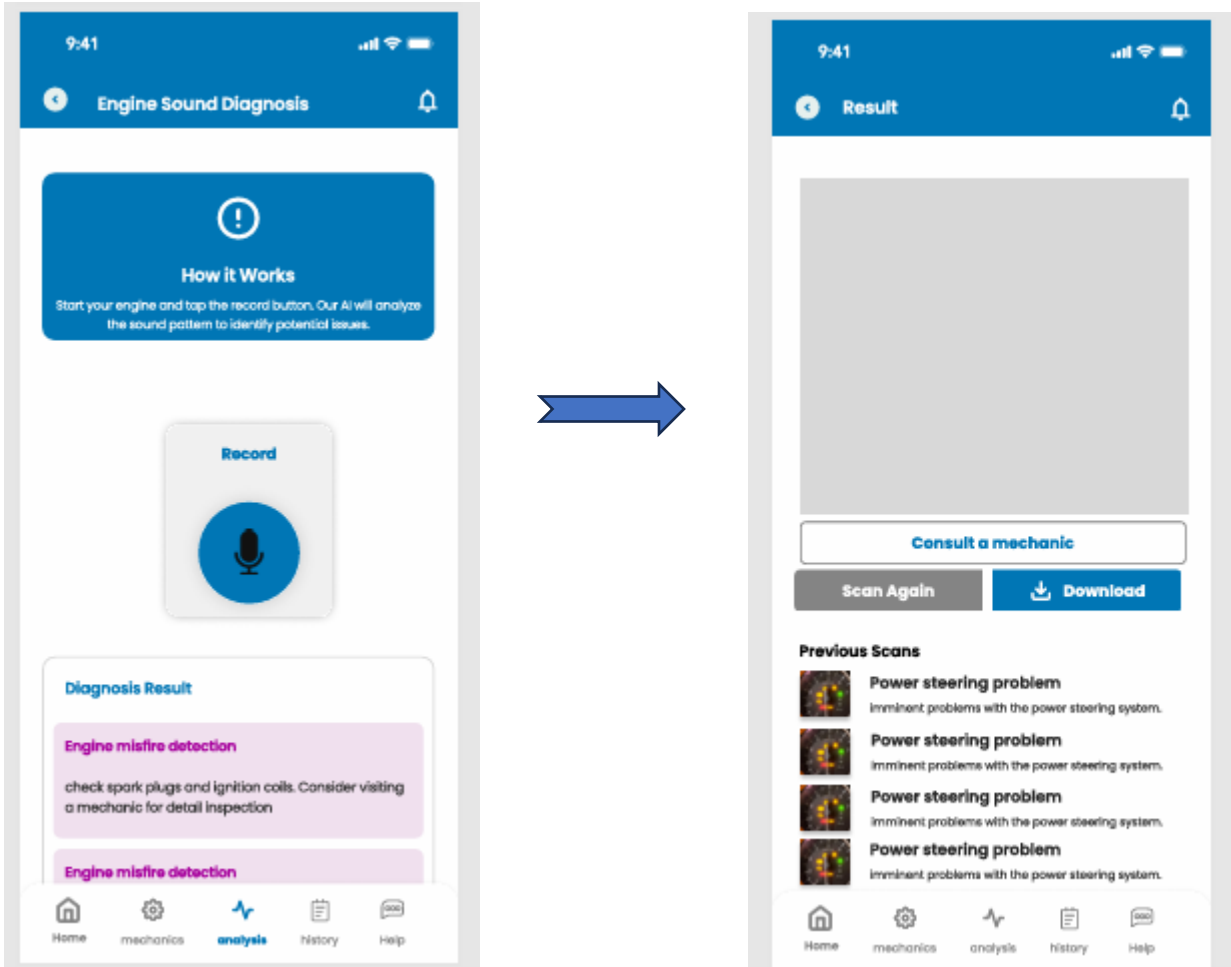 9:41
Engine Sound Diagnosis
How it Works
Start your engine and tap the record button. Our AI will analyze
the sound pattern to identify potential issues.
Record
Diagnosis Result
Engine misfire detection
check spark plugs and ignition coils. Consider visiting
a mechanic for detail inspection
Engine misfire detection
Home
mechanics
analysis
history
Help
9:41
Result
Consult a mechanic
Scan Again
Download
Previous Scans
Power steering problem
imminent problems with the power steering system.
Power steering problem
imminent problems with the power steering system.
Power steering problem
imminent problems with the power steering system.
Power steering problem
imminent problems with the power steering system.
Home
mechanics
analysis
history
Help